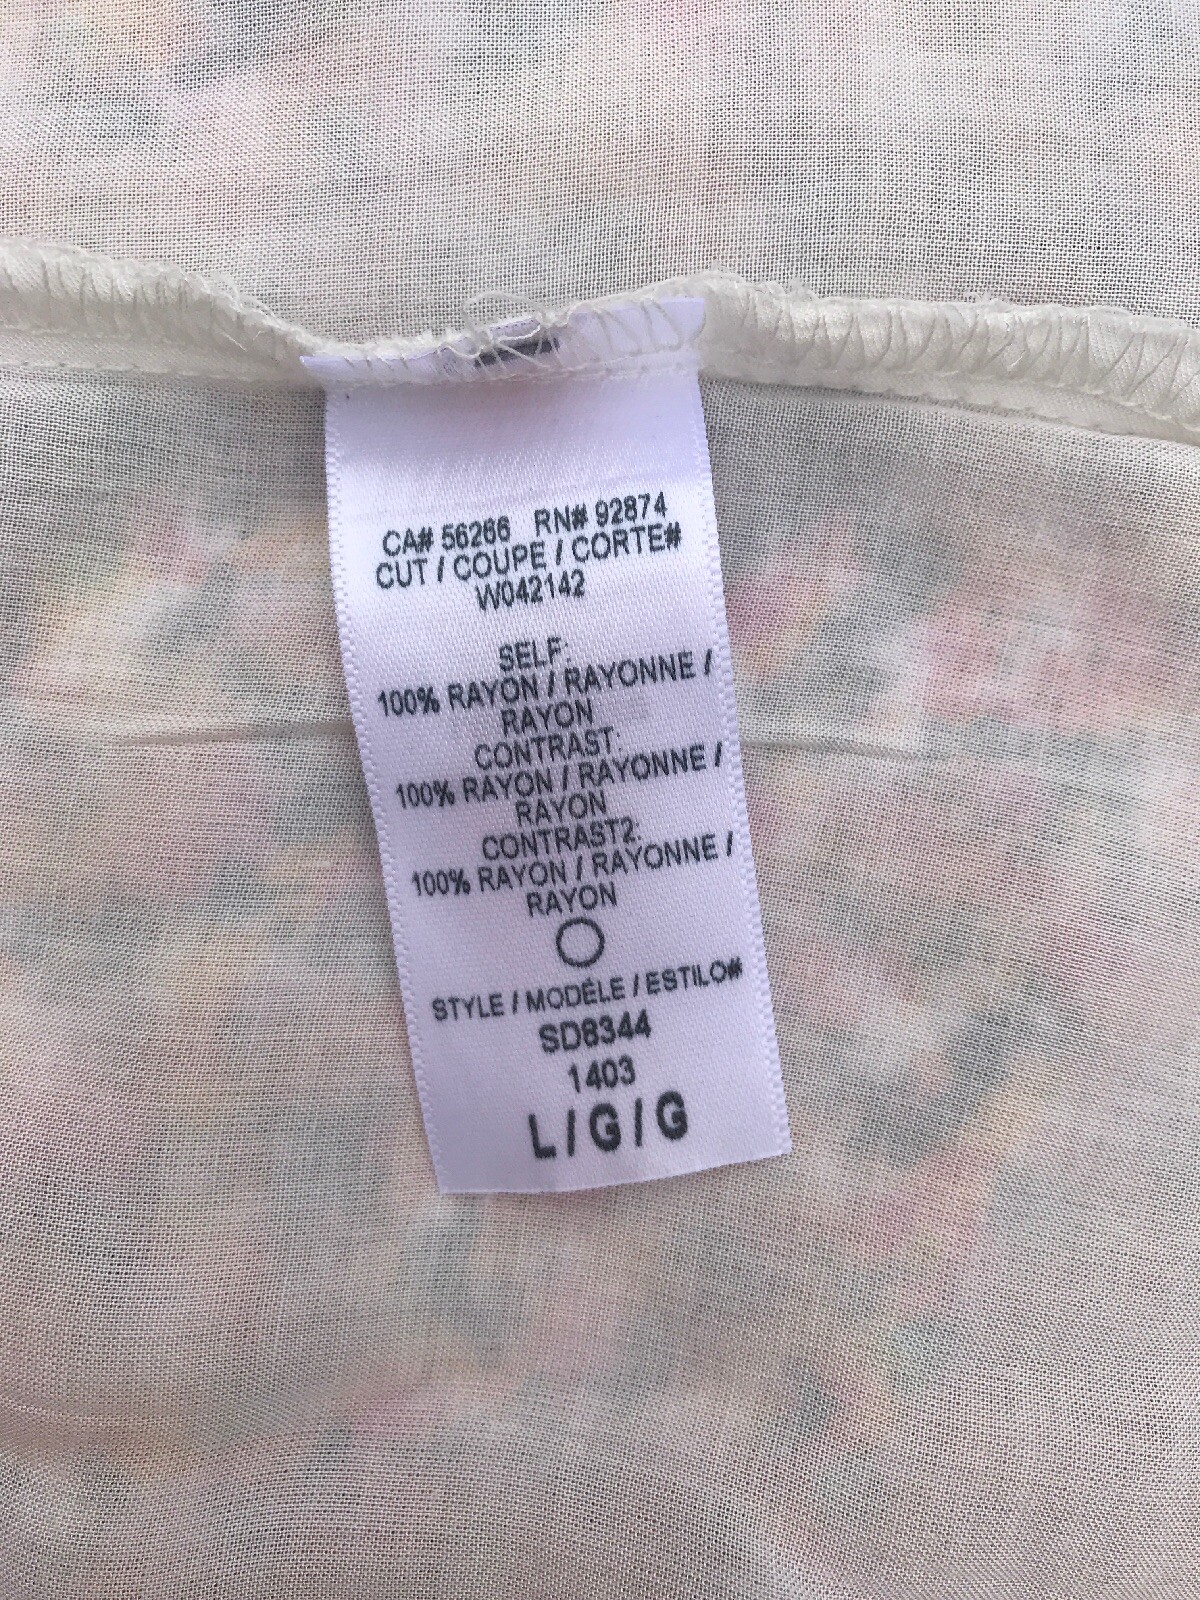 CA# 56266 RN# 92874
CUT / COUPE / CORTE#
W042142
SELF:
100% RAYON / RAYONNE /
RAYON
CONTRAST:
100% RAYON / RAYONNE /
RAYON
CONTRAST2:
100% RAYON / RAYONNE /
RAYON
STYLE / MODÉLE / ESTILO#
SD8344
1403
L / G / G